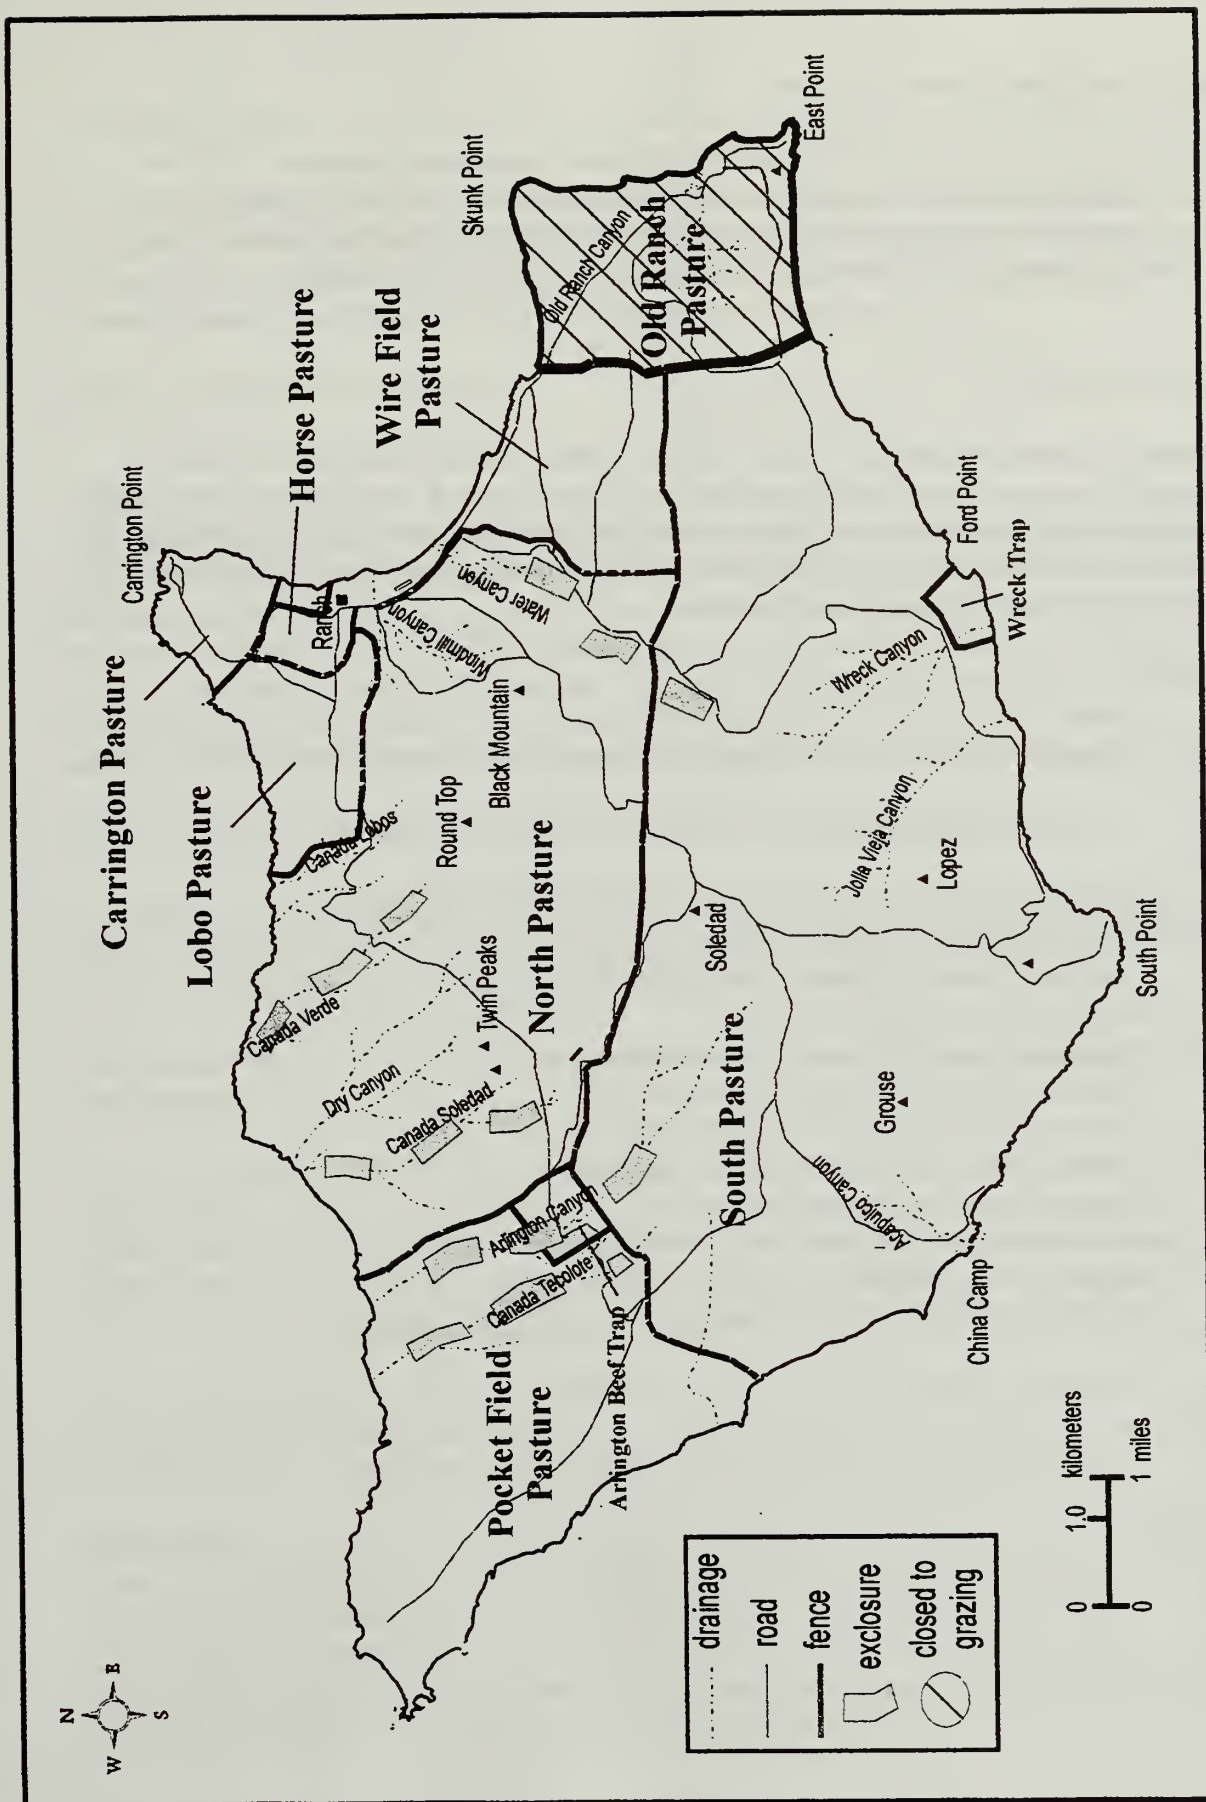 Carrington Point
Skunk Point
East Point
Carrington Pasture
Horse Pasture
Wire Field
Pasture
Lobo Pasture
Ranch
Old Ranch Canyon
Old Ranch
Pasture
Canada Lobos
Windmill Canyon
Water Canyon
Canada Verde
Round Top
Black Mountain
Dry Canyon
Twin Peaks
North Pasture
Canada Soledad
Arlington Canyon
Canada Tecolote
Pocket Field
Pasture
Arlington Beef Trap
South Pasture
Soledad
Wreck Canyon
Ford Point
Wreck Trap
Jolla Vieja Canyon
Lopez
Grouse
Acapulco Canyon
China Camp
South Point
N
W
E
S
drainage
road
fence
exclosure
closed to
grazing
0 1.0 kilometers
0 1 miles